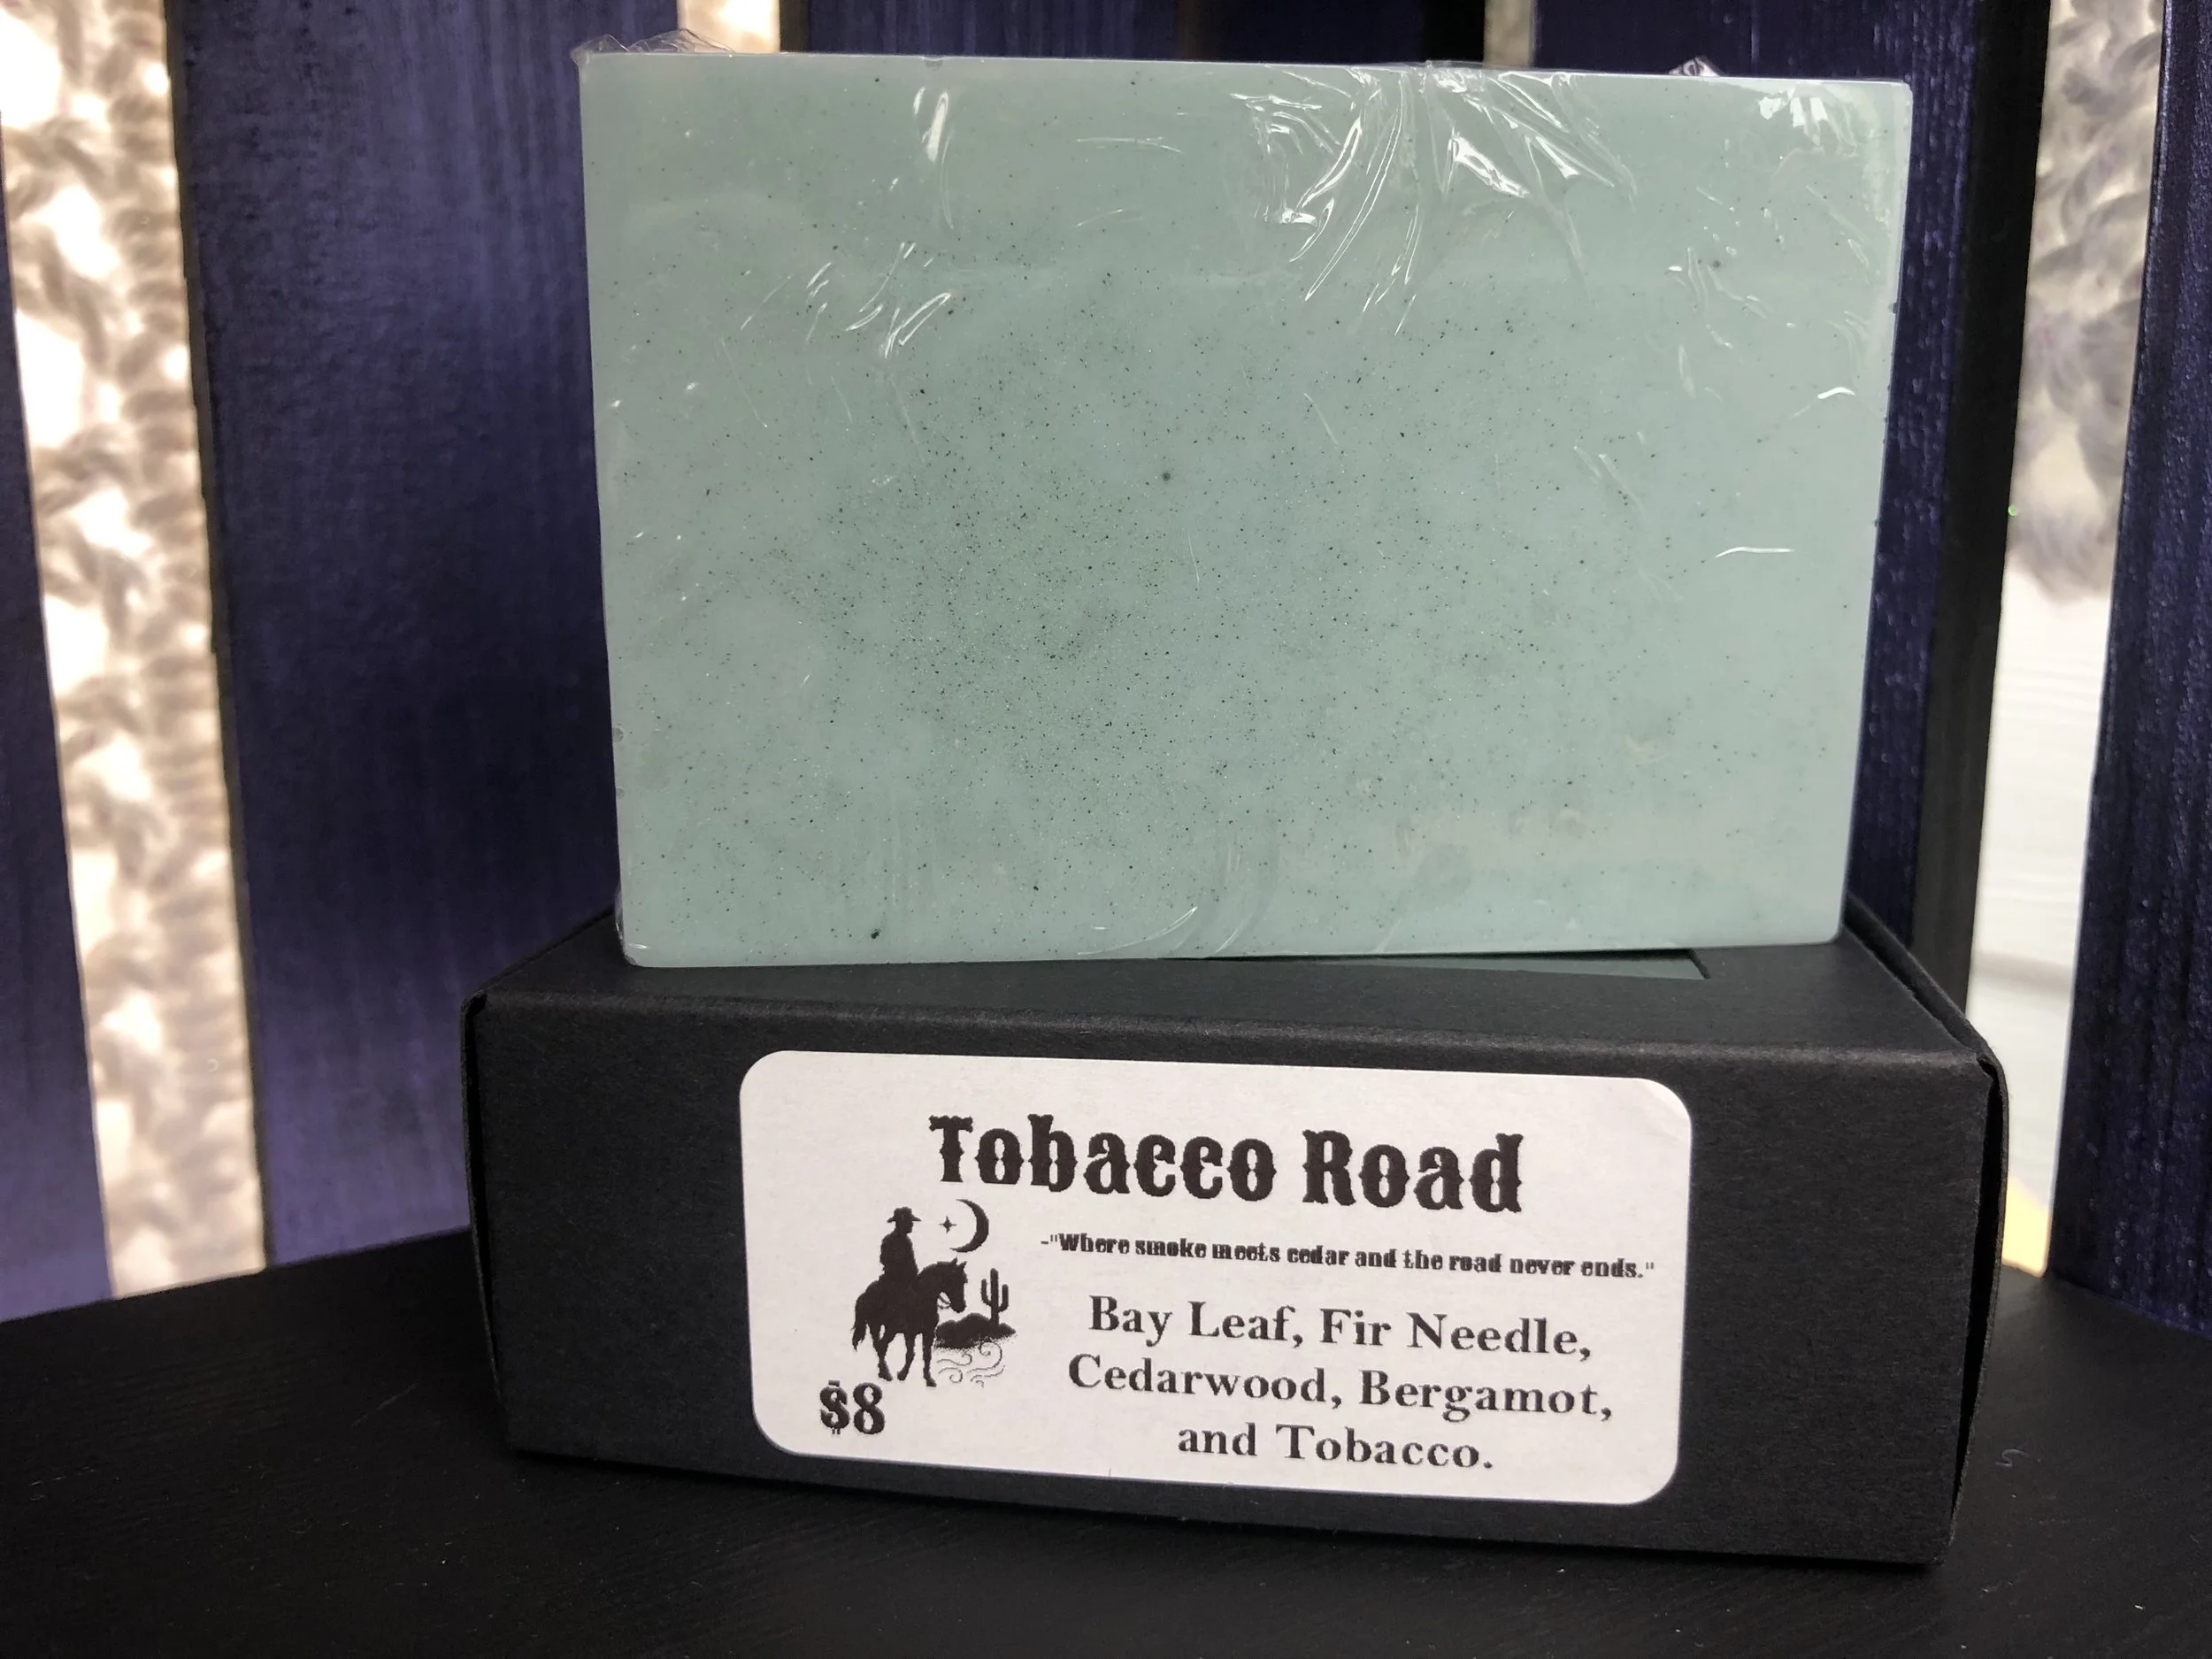 Tobacco Road
-"Where smoke meets cedar and the road never ends."
Bay Leaf, Fir Needle,
Cedarwood, Bergamot,
and Tobacco.
$8